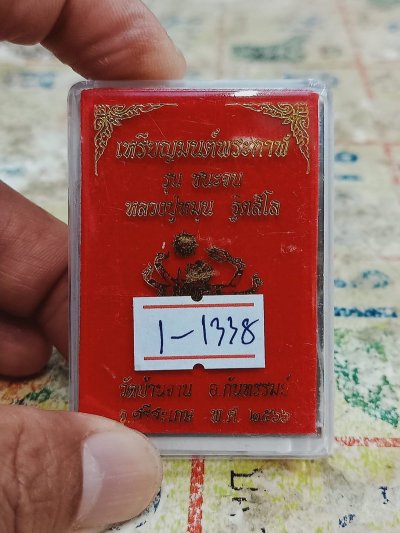 เหรียญมนต์พระกาฬ
รุ่น ชนะจน
หลวงปู่หมุน ฐิตสีโล
1-1338
วัดบ้านจาน อ.กันทรรมย์
จ.ศรีสะเกษ พ.ศ.๒๕๖๖